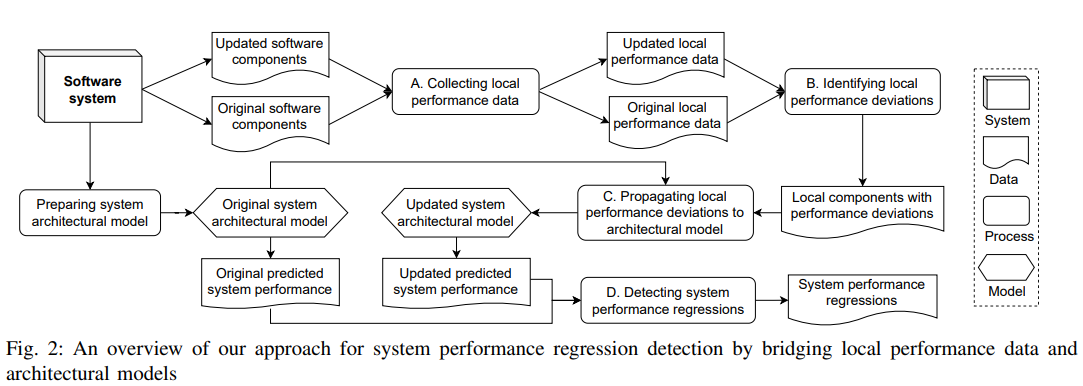 Software
system
Updated software
components
Original software
components
A. Collecting local
performance data
Updated local
performance data
Original local
performance data
B. Identifying local
performance deviations
System
Data
Process
Model
Preparing system
architectural model
Original system
architectural model
Updated system
architectural model
C. Propagating local
performance deviations to
architectural model
Local components with
performance deviations
Original predicted
system performance
Updated predicted
system performance
D. Detecting system
performance regressions
System performance
regressions
Fig. 2: An overview of our approach for system performance regression detection by bridging local performance data and
architectural models